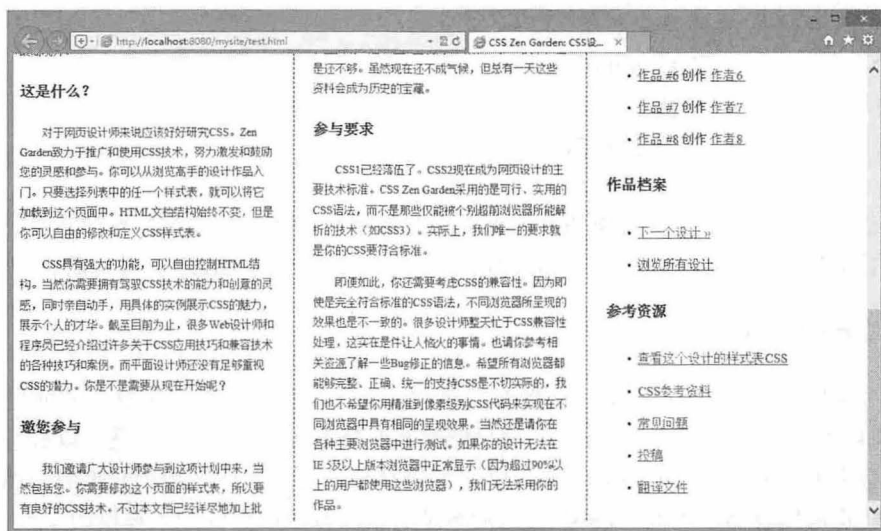 http://localhost:8080/mysite/test.html
CSS Zen Garden: CSS设...
这是什么？
对于网页设计师来说应该好好研究CSS。Zen
Garden致力于推广和使用CSS技术，努力激发和鼓励
您的灵感和参与。你可以从浏览高手的设计作品入
门。只要选择列表中的任一个样式表，就可以将它
加载到这个页面中。HTML文档结构始终不变，但是
你可以自由的修改和定义CSS样式表。
CSS具有强大的功能，可以自由控制HTML结
构。当然你需要拥有驾驭CSS技术的能力和创意的灵
感，同时亲自动手，用具体的实例展示CSS的魅力，
展示个人的才华。截至目前为止，很多Web设计师和
程序员已经介绍过许多关于CSS应用技巧和兼容技术
的各种技巧和案例。而平面设计师还没有足够重视
CSS的潜力。你是不是需要从现在开始呢？
邀您参与
我们邀请广大设计师参与到这项计划中来，当
然包括您。你需要修改这个页面的样式表，所以要
有良好的CSS技术。不过本文档已经详尽地加上批
是还不够。虽然现在还不成气候，但总有一天这些
资料会成为历史的宝藏。
参与要求
CSS1已经落伍了。CSS2现在成为网页设计的主
要技术标准。CSS Zen Garden采用的是可行、实用的
CSS语法，而不是那些仅能被个别超前浏览器所能解
析的技术（如CSS3）。实际上，我们唯一的要求就
是你的CSS要符合标准。
即便如此，你还需要考虑CSS的兼容性。因为即
使是完全符合标准的CSS语法，不同浏览器所呈现的
效果也是不一致的。很多设计师整天忙于CSS兼容性
处理，这实在是件让人恼火的事情。也请你参考相
关资源了解一些Bug修正的信息。希望所有浏览器都
能够完整、正确、统一的支持CSS是不切实际的，我
们也不希望你用精准到像素级别CSS代码来实现在不
同浏览器中具有相同的呈现效果。当然还是请你在
各种主要浏览器中进行测试。如果你的设计无法在
IE 5及以上版本浏览器中正常显示（因为超过90%以
上的用户都使用这些浏览器），我们无法采用你的
作品。
作品 #6 创作 作者6
作品 #7 创作 作者7
作品 #8 创作 作者8
作品档案
下一个设计 »
浏览所有设计
参考资源
查看这个设计的样式表CSS
CSS参考资料
常见问题
投稿
翻译文件